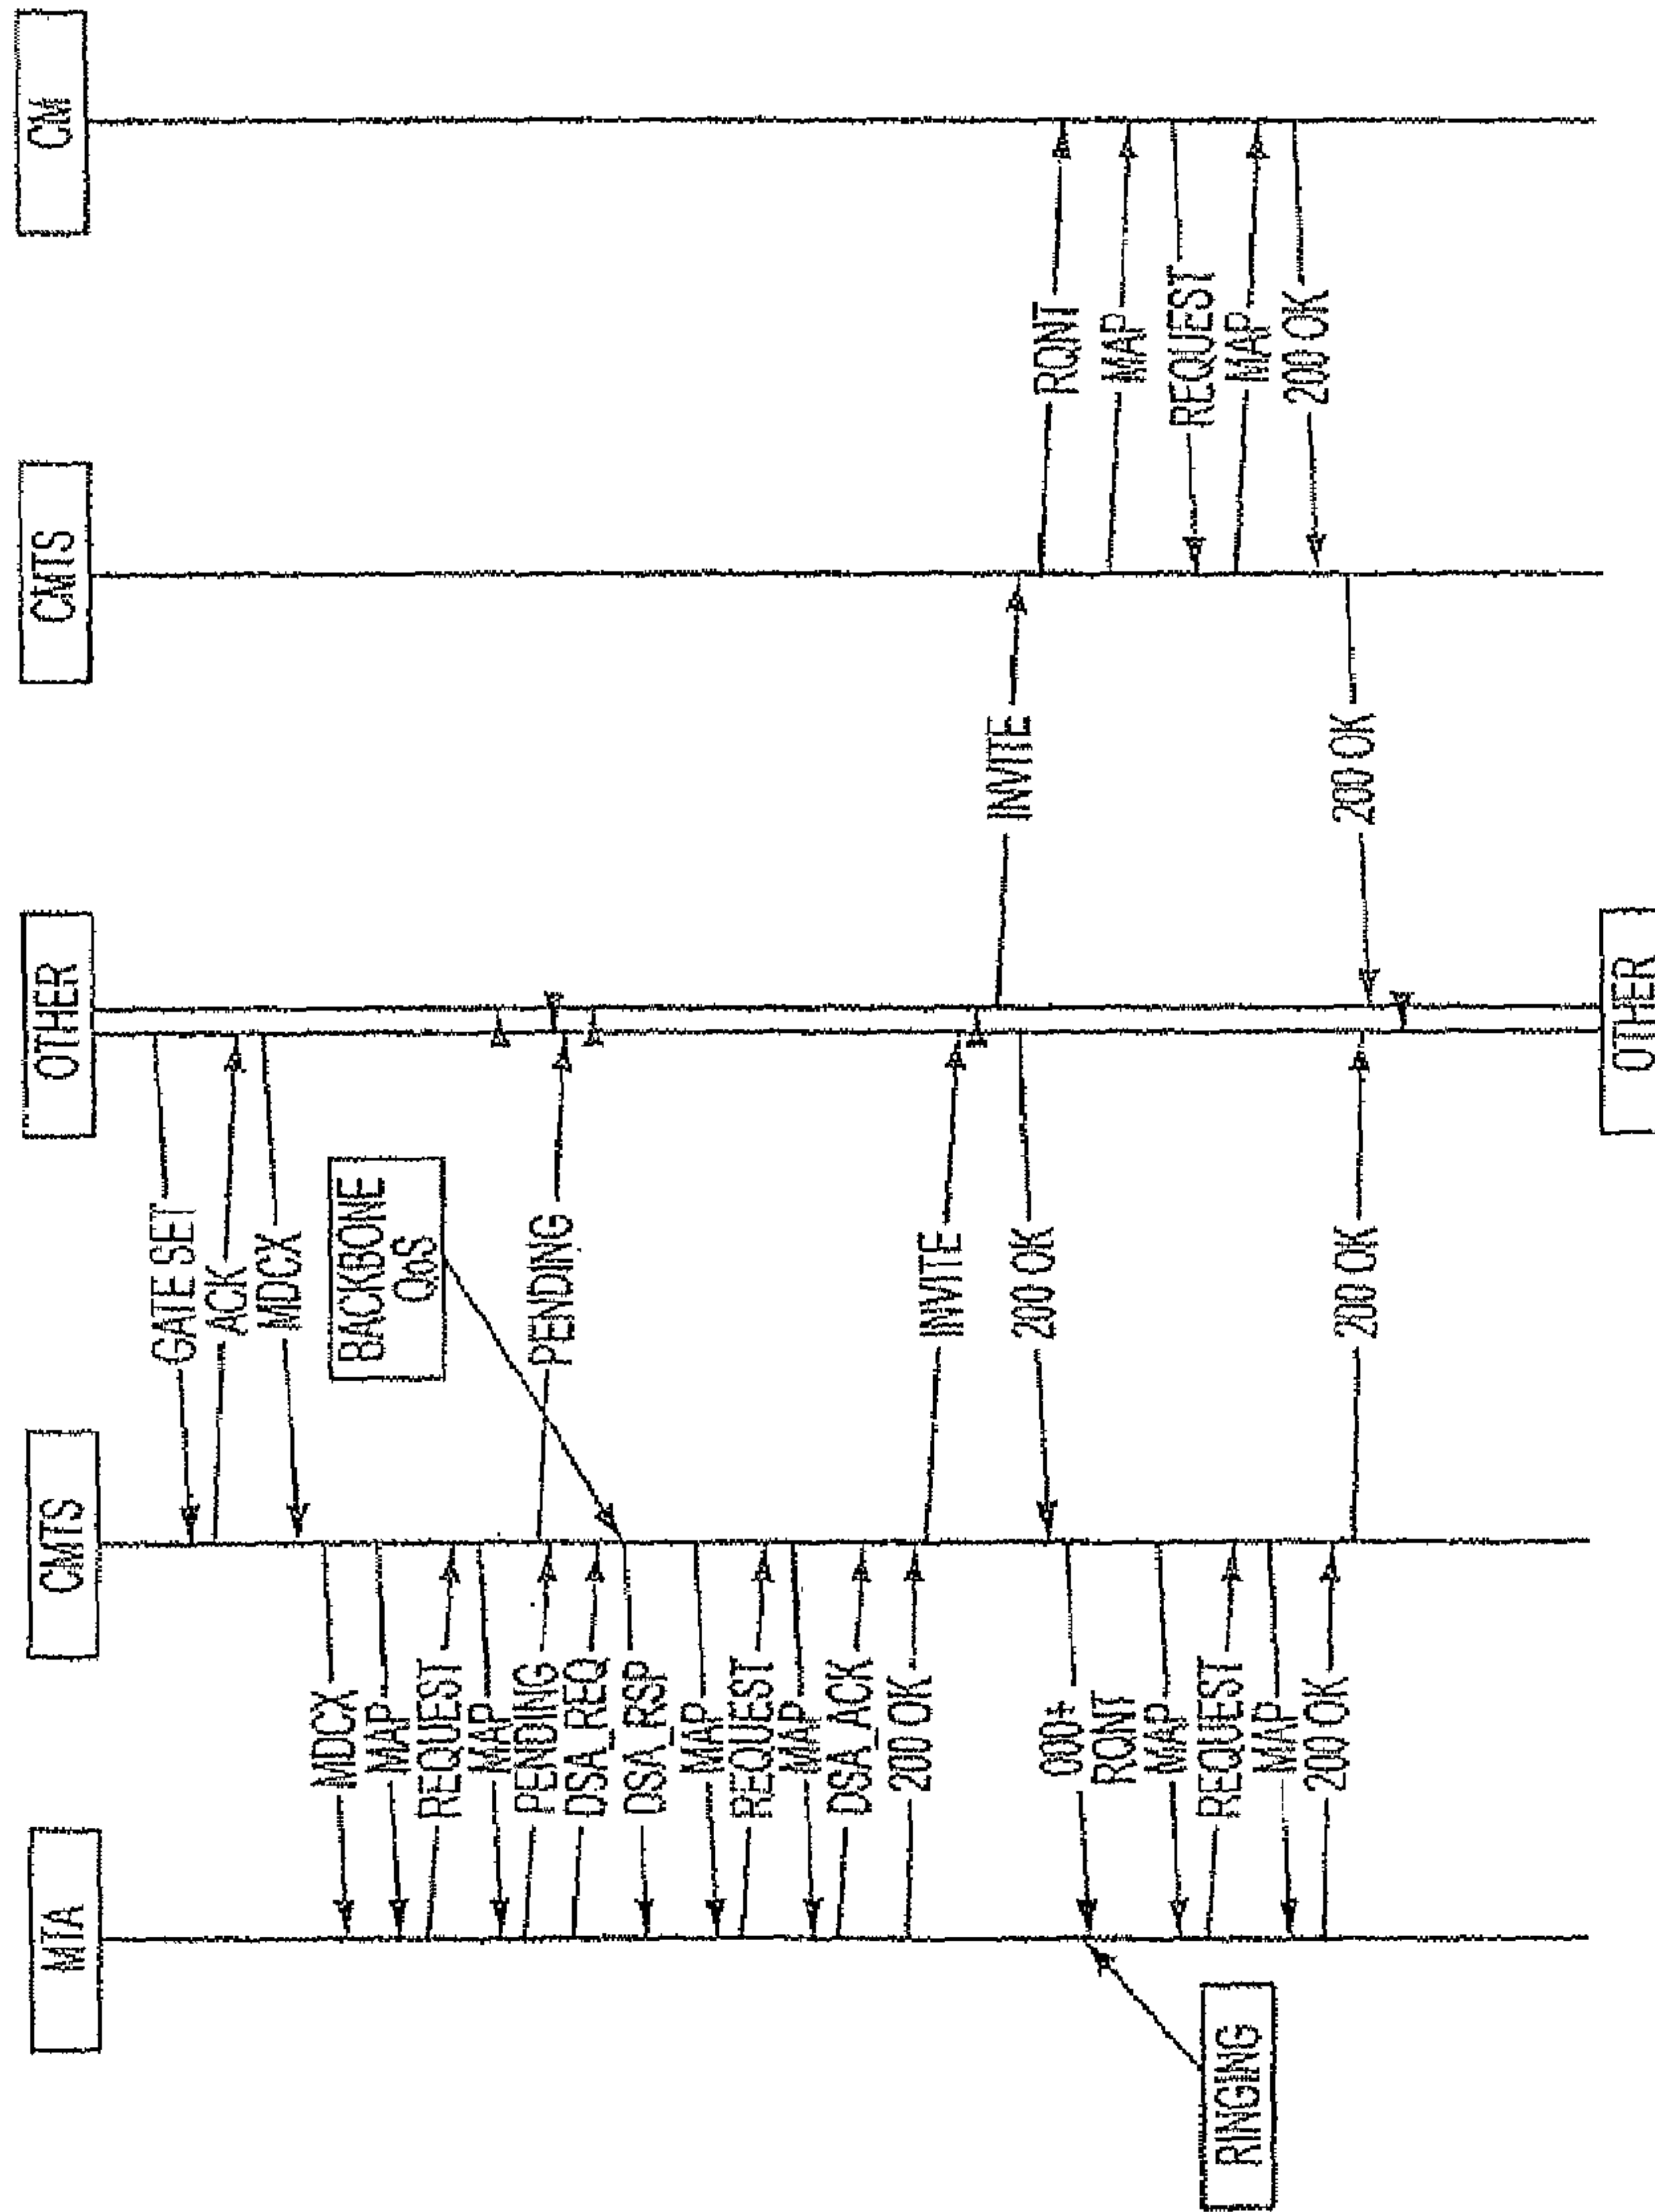 MTA
CMTS
OTHER
CMTS
CM
GATE SET
ACK
MDCX
MDCX
MAP
REQUEST
MAP
PENDING
PENDING
DSA_REQ
BACKBONE
QoS
DSA_RSP
MAP
REQUEST
MAP
DSA_ACK
200 OK
INVITE
INVITE
200 OK
000+
RQNT
RINGING
MAP
REQUEST
MAP
200 OK
200 OK
RQNT
MAP
REQUEST
MAP
200 OK
200 OK
OTHER